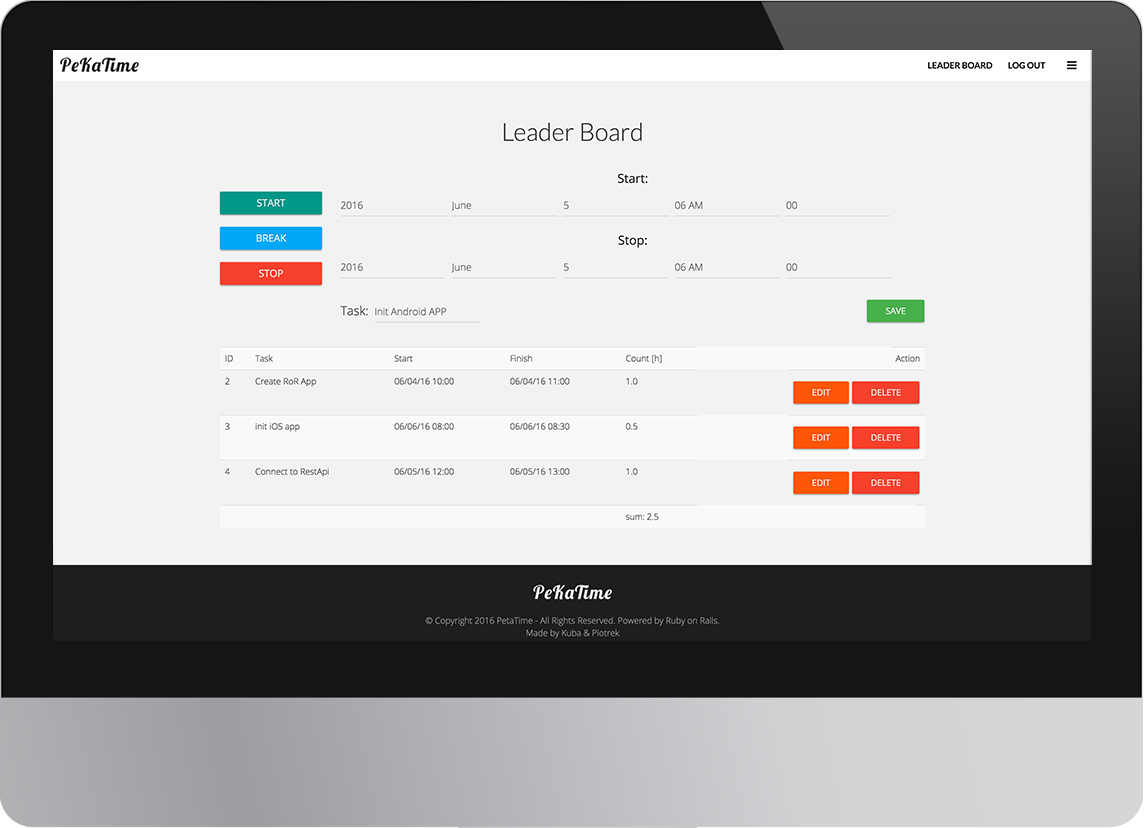 PeKaTime LEADER BOARD LOG OUT
Leader Board
Start:
START 2016 June 5 06 AM 00
BREAK Stop:
STOP 2016 June 5 06 AM 00
Task: Init Android APP SAVE
ID Task Start Finish Count [h] Action
2 Create RoR App 06/04/16 10:00 06/04/16 11:00 1.0 EDIT DELETE
3 init iOS app 06/06/16 08:00 06/06/16 08:30 0.5 EDIT DELETE
4 Connect to RestApi 06/05/16 12:00 06/05/16 13:00 1.0 EDIT DELETE
sum: 2.5
PeKaTime
© Copyright 2016 PetaTime - All Rights Reserved. Powered by Ruby on Rails.
Made by Kuba & Piotrek